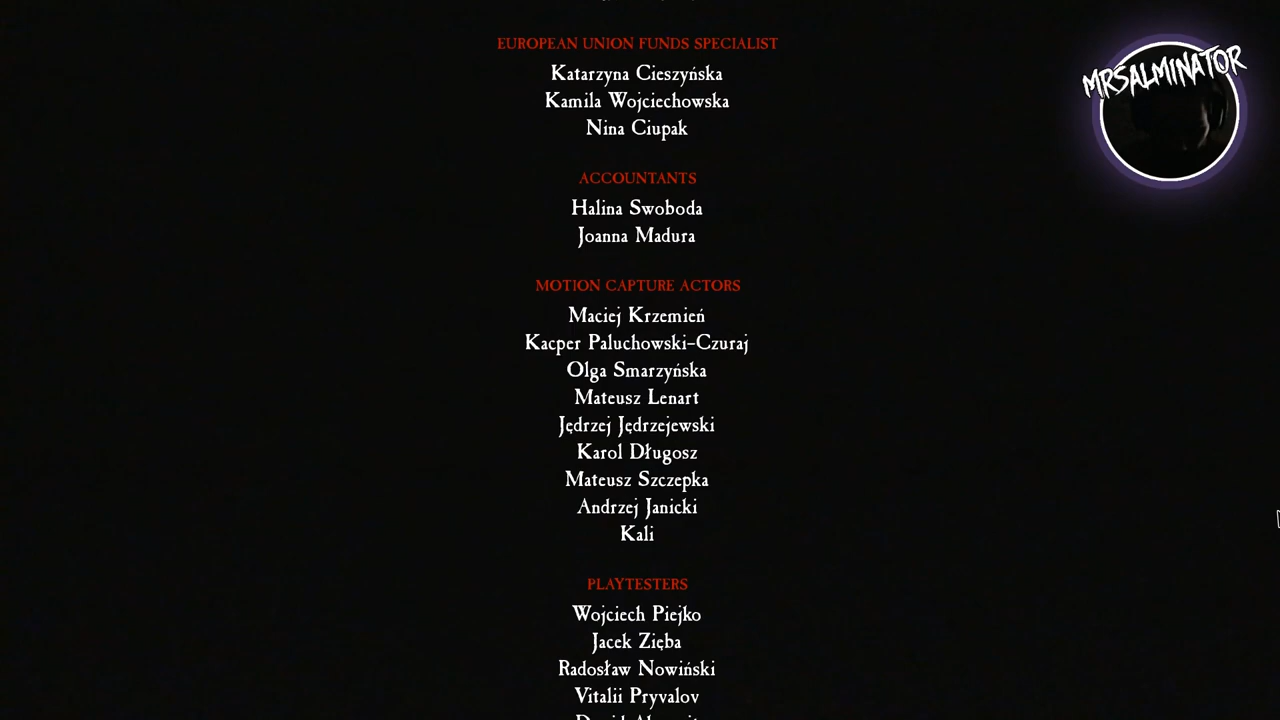 EUROPEAN UNION FUNDS SPECIALIST
Katarzyna Cieszyńska
Kamila Wojciechowska
Nina Ciupak
ACCOUNTANTS
Halina Swoboda
Joanna Madura
MOTION CAPTURE ACTORS
Maciej Krzemień
Kacper Paluchowski-Czuraj
Olga Smarzyńska
Mateusz Lenart
Jędrzej Jędrzejewski
Karol Długosz
Mateusz Szczepka
Andrzej Janicki
Kali
PLAYTESTERS
Wojciech Piejko
Jacek Zięba
Radosław Nowiński
Vitalii Pryvalov
MRSALMINATOR